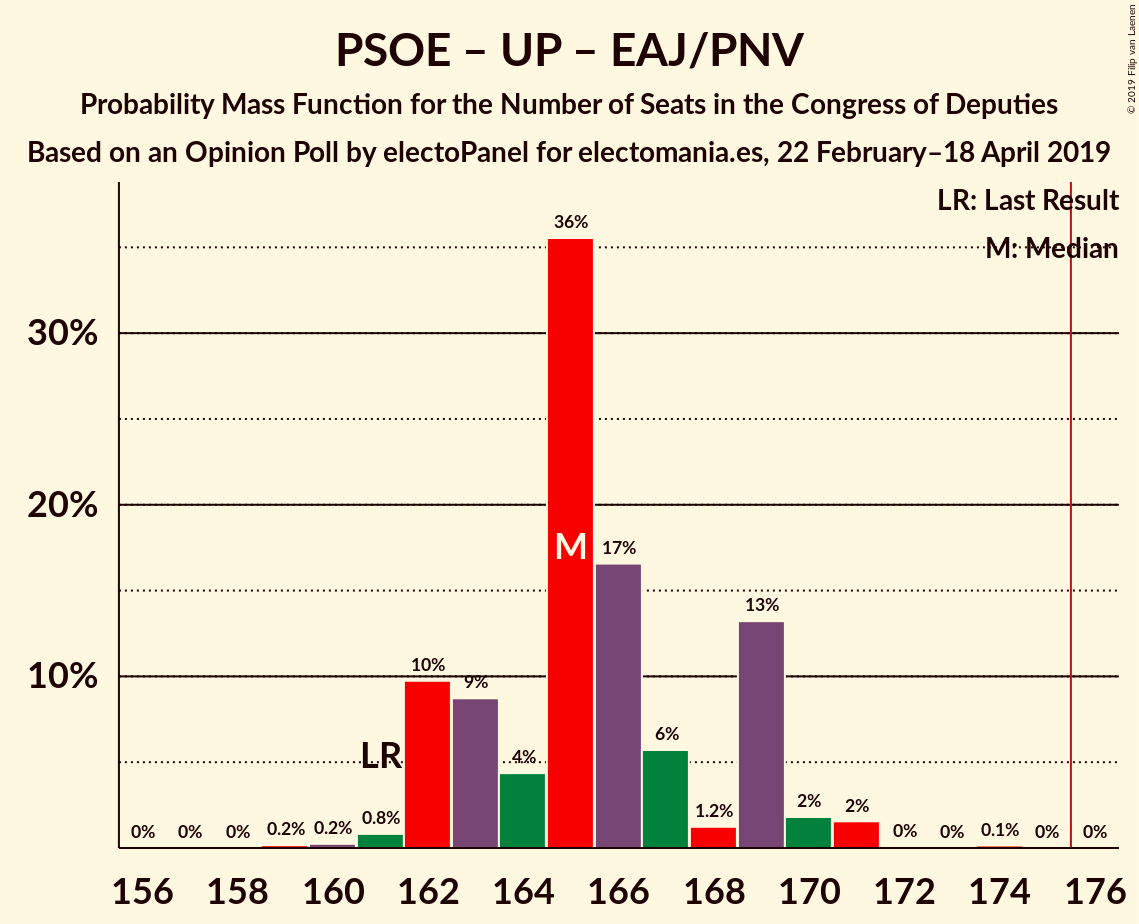 PSOE – UP – EAJ/PNV
Probability Mass Function for the Number of Seats in the Congress of Deputies
Based on an Opinion Poll by electoPanel for electomania.es, 22 February–18 April 2019
© 2019 Filip van Laenen
LR: Last Result
M: Median
36%
30%
20%
M
17%
13%
10%
10%
9%
LR
4%
6%
0%
0%
0%
0.2%
0.2%
0.8%
1.2%
2%
2%
0%
0%
0.1%
0%
0%
156 158 160 162 164 166 168 170 172 174 176